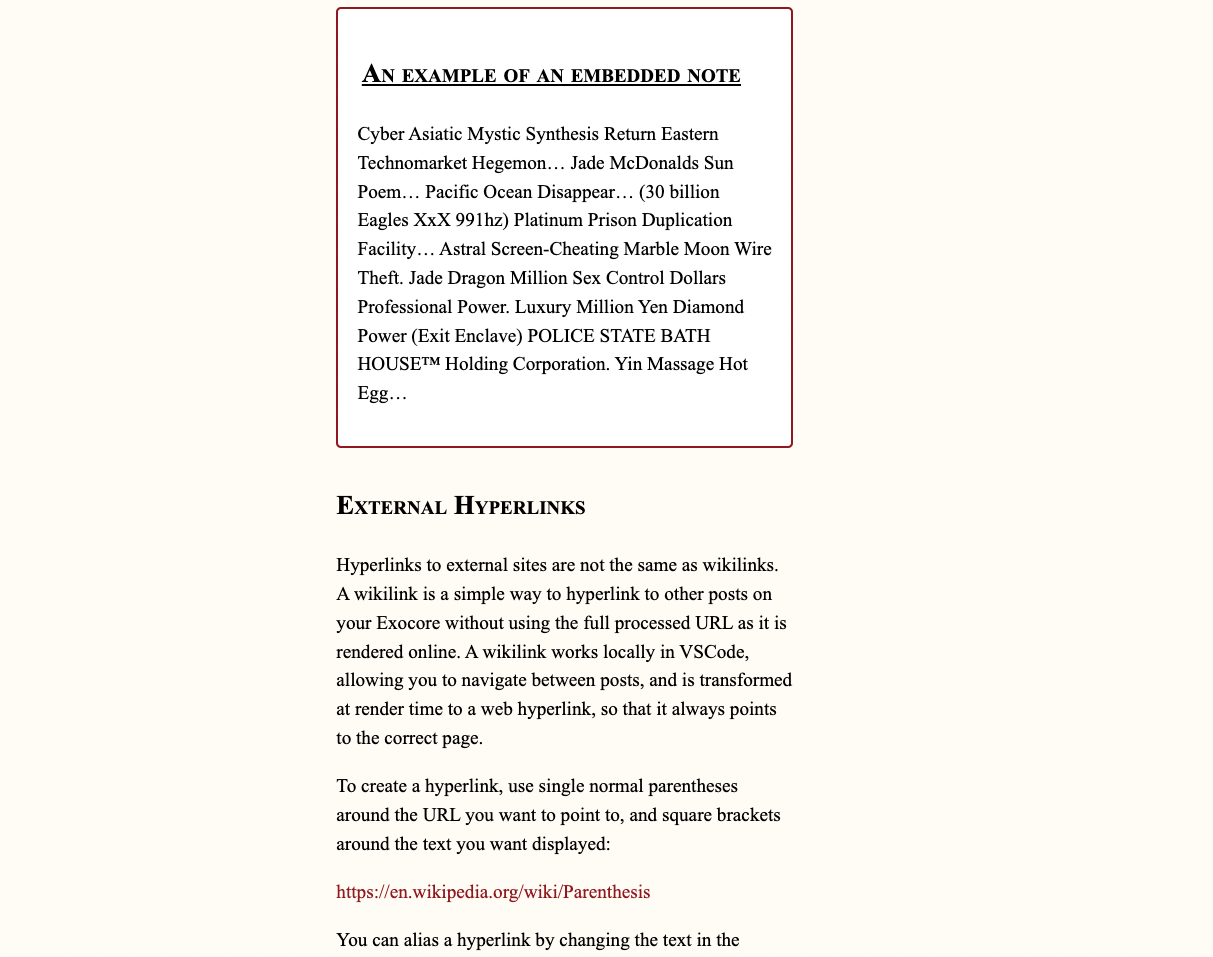 An example of an embedded note
Cyber Asiatic Mystic Synthesis Return Eastern
Technomarket Hegemon… Jade McDonalds Sun
Poem… Pacific Ocean Disappear… (30 billion
Eagles XxX 991hz) Platinum Prison Duplication
Facility… Astral Screen-Cheating Marble Moon Wire
Theft. Jade Dragon Million Sex Control Dollars
Professional Power. Luxury Million Yen Diamond
Power (Exit Enclave) POLICE STATE BATH
HOUSE™ Holding Corporation. Yin Massage Hot
Egg…
External Hyperlinks
Hyperlinks to external sites are not the same as wikilinks.
A wikilink is a simple way to hyperlink to other posts on
your Exocore without using the full processed URL as it is
rendered online. A wikilink works locally in VSCode,
allowing you to navigate between posts, and is transformed
at render time to a web hyperlink, so that it always points
to the correct page.
To create a hyperlink, use single normal parentheses
around the URL you want to point to, and square brackets
around the text you want displayed:
https://en.wikipedia.org/wiki/Parenthesis
You can alias a hyperlink by changing the text in the